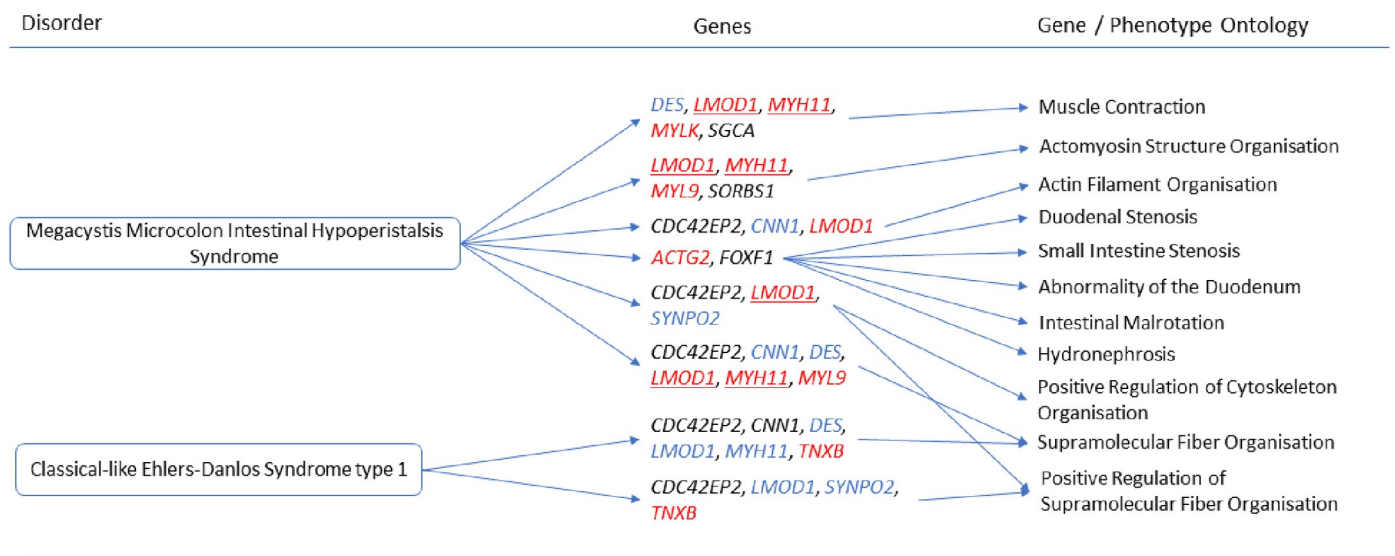 Disorder
Genes
Gene / Phenotype Ontology
Megacystis Microcolon Intestinal Hypoperistalsis
Syndrome
Classical-like Ehlers-Danlos Syndrome type 1
DES, LMOD1, MYH11,
MYLK, SGCA
LMOD1, MYH11,
MYL9, SORBS1
CDC42EP2, CNN1, LMOD1
ACTG2, FOXF1
CDC42EP2, LMOD1,
SYNPO2
CDC42EP2, CNN1, DES,
LMOD1, MYH11, MYL9
CDC42EP2, CNN1, DES,
LMOD1, MYH11, TNXB
CDC42EP2, LMOD1, SYNPO2,
TNXB
Muscle Contraction
Actomyosin Structure Organisation
Actin Filament Organisation
Duodenal Stenosis
Small Intestine Stenosis
Abnormality of the Duodenum
Intestinal Malrotation
Hydronephrosis
Positive Regulation of Cytoskeleton
Organisation
Supramolecular Fiber Organisation
Positive Regulation of
Supramolecular Fiber Organisation